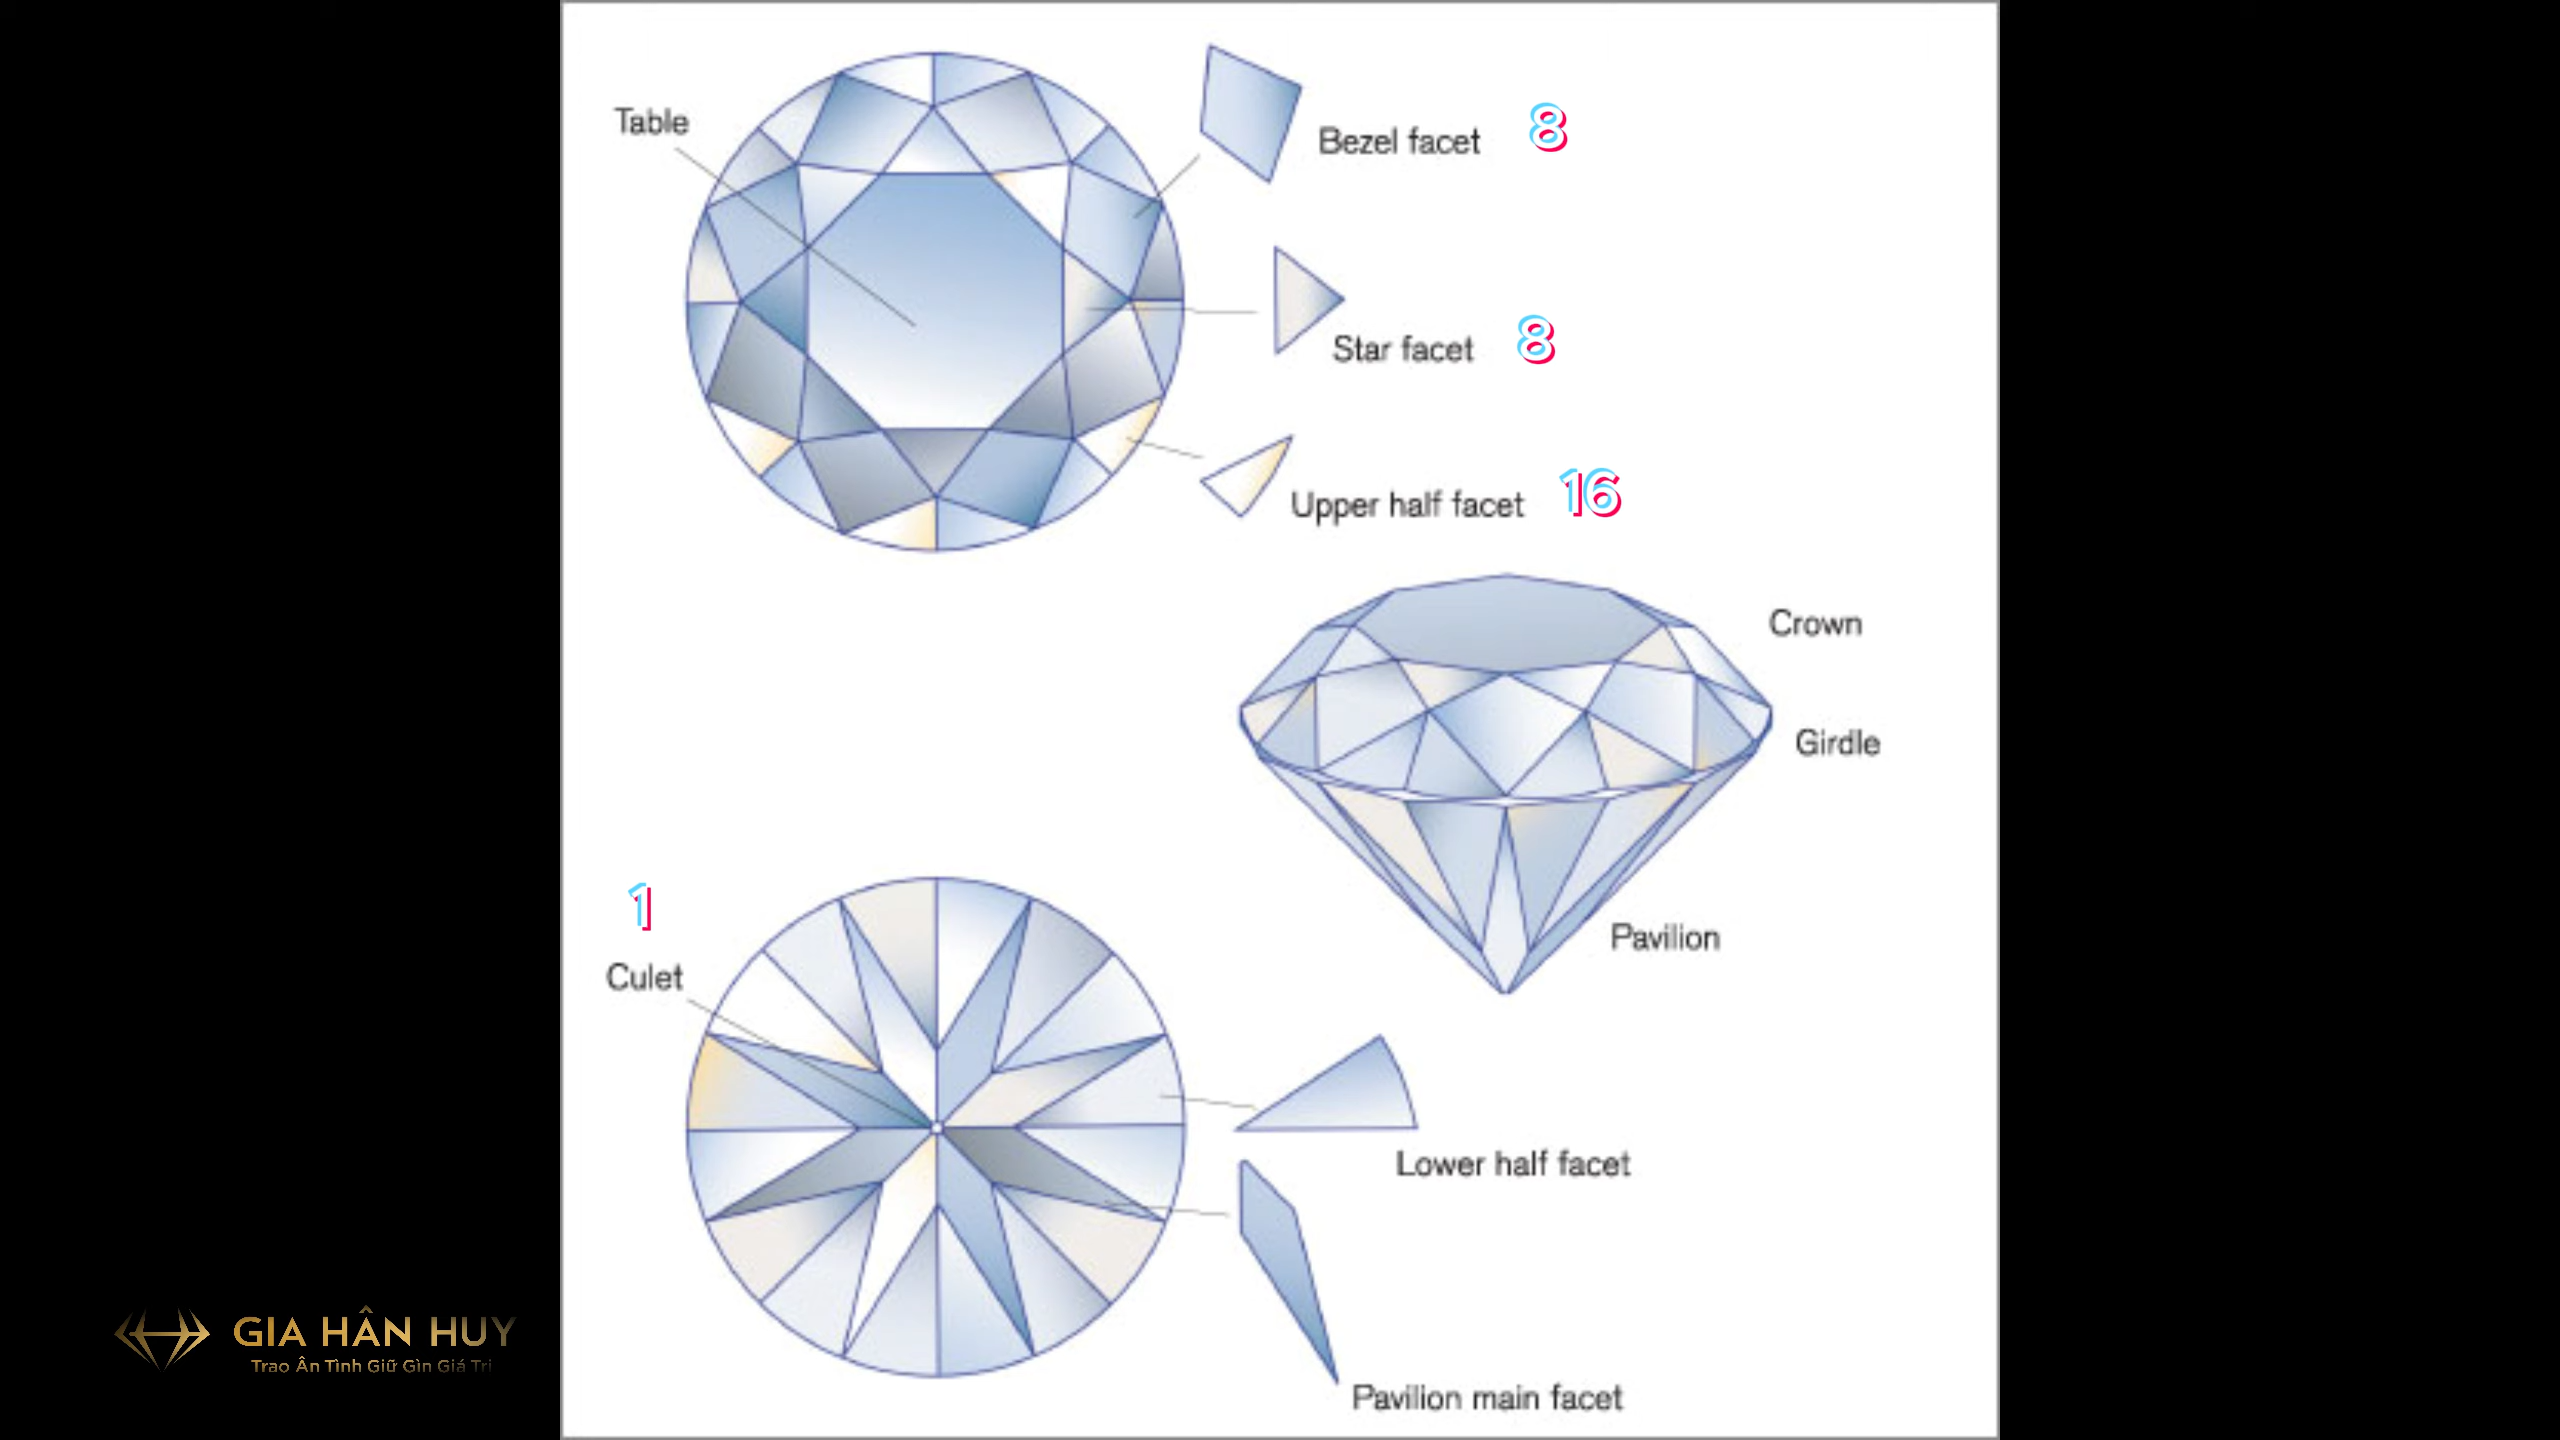 Table
Bezel facet 8
Star facet 8
Upper half facet 16
Crown
Girdle
Pavilion
1
Culet
Lower half facet
Pavilion main facet
GIA HÂN HUY
Trao Ân Tình Giữ Gìn Giá Trị